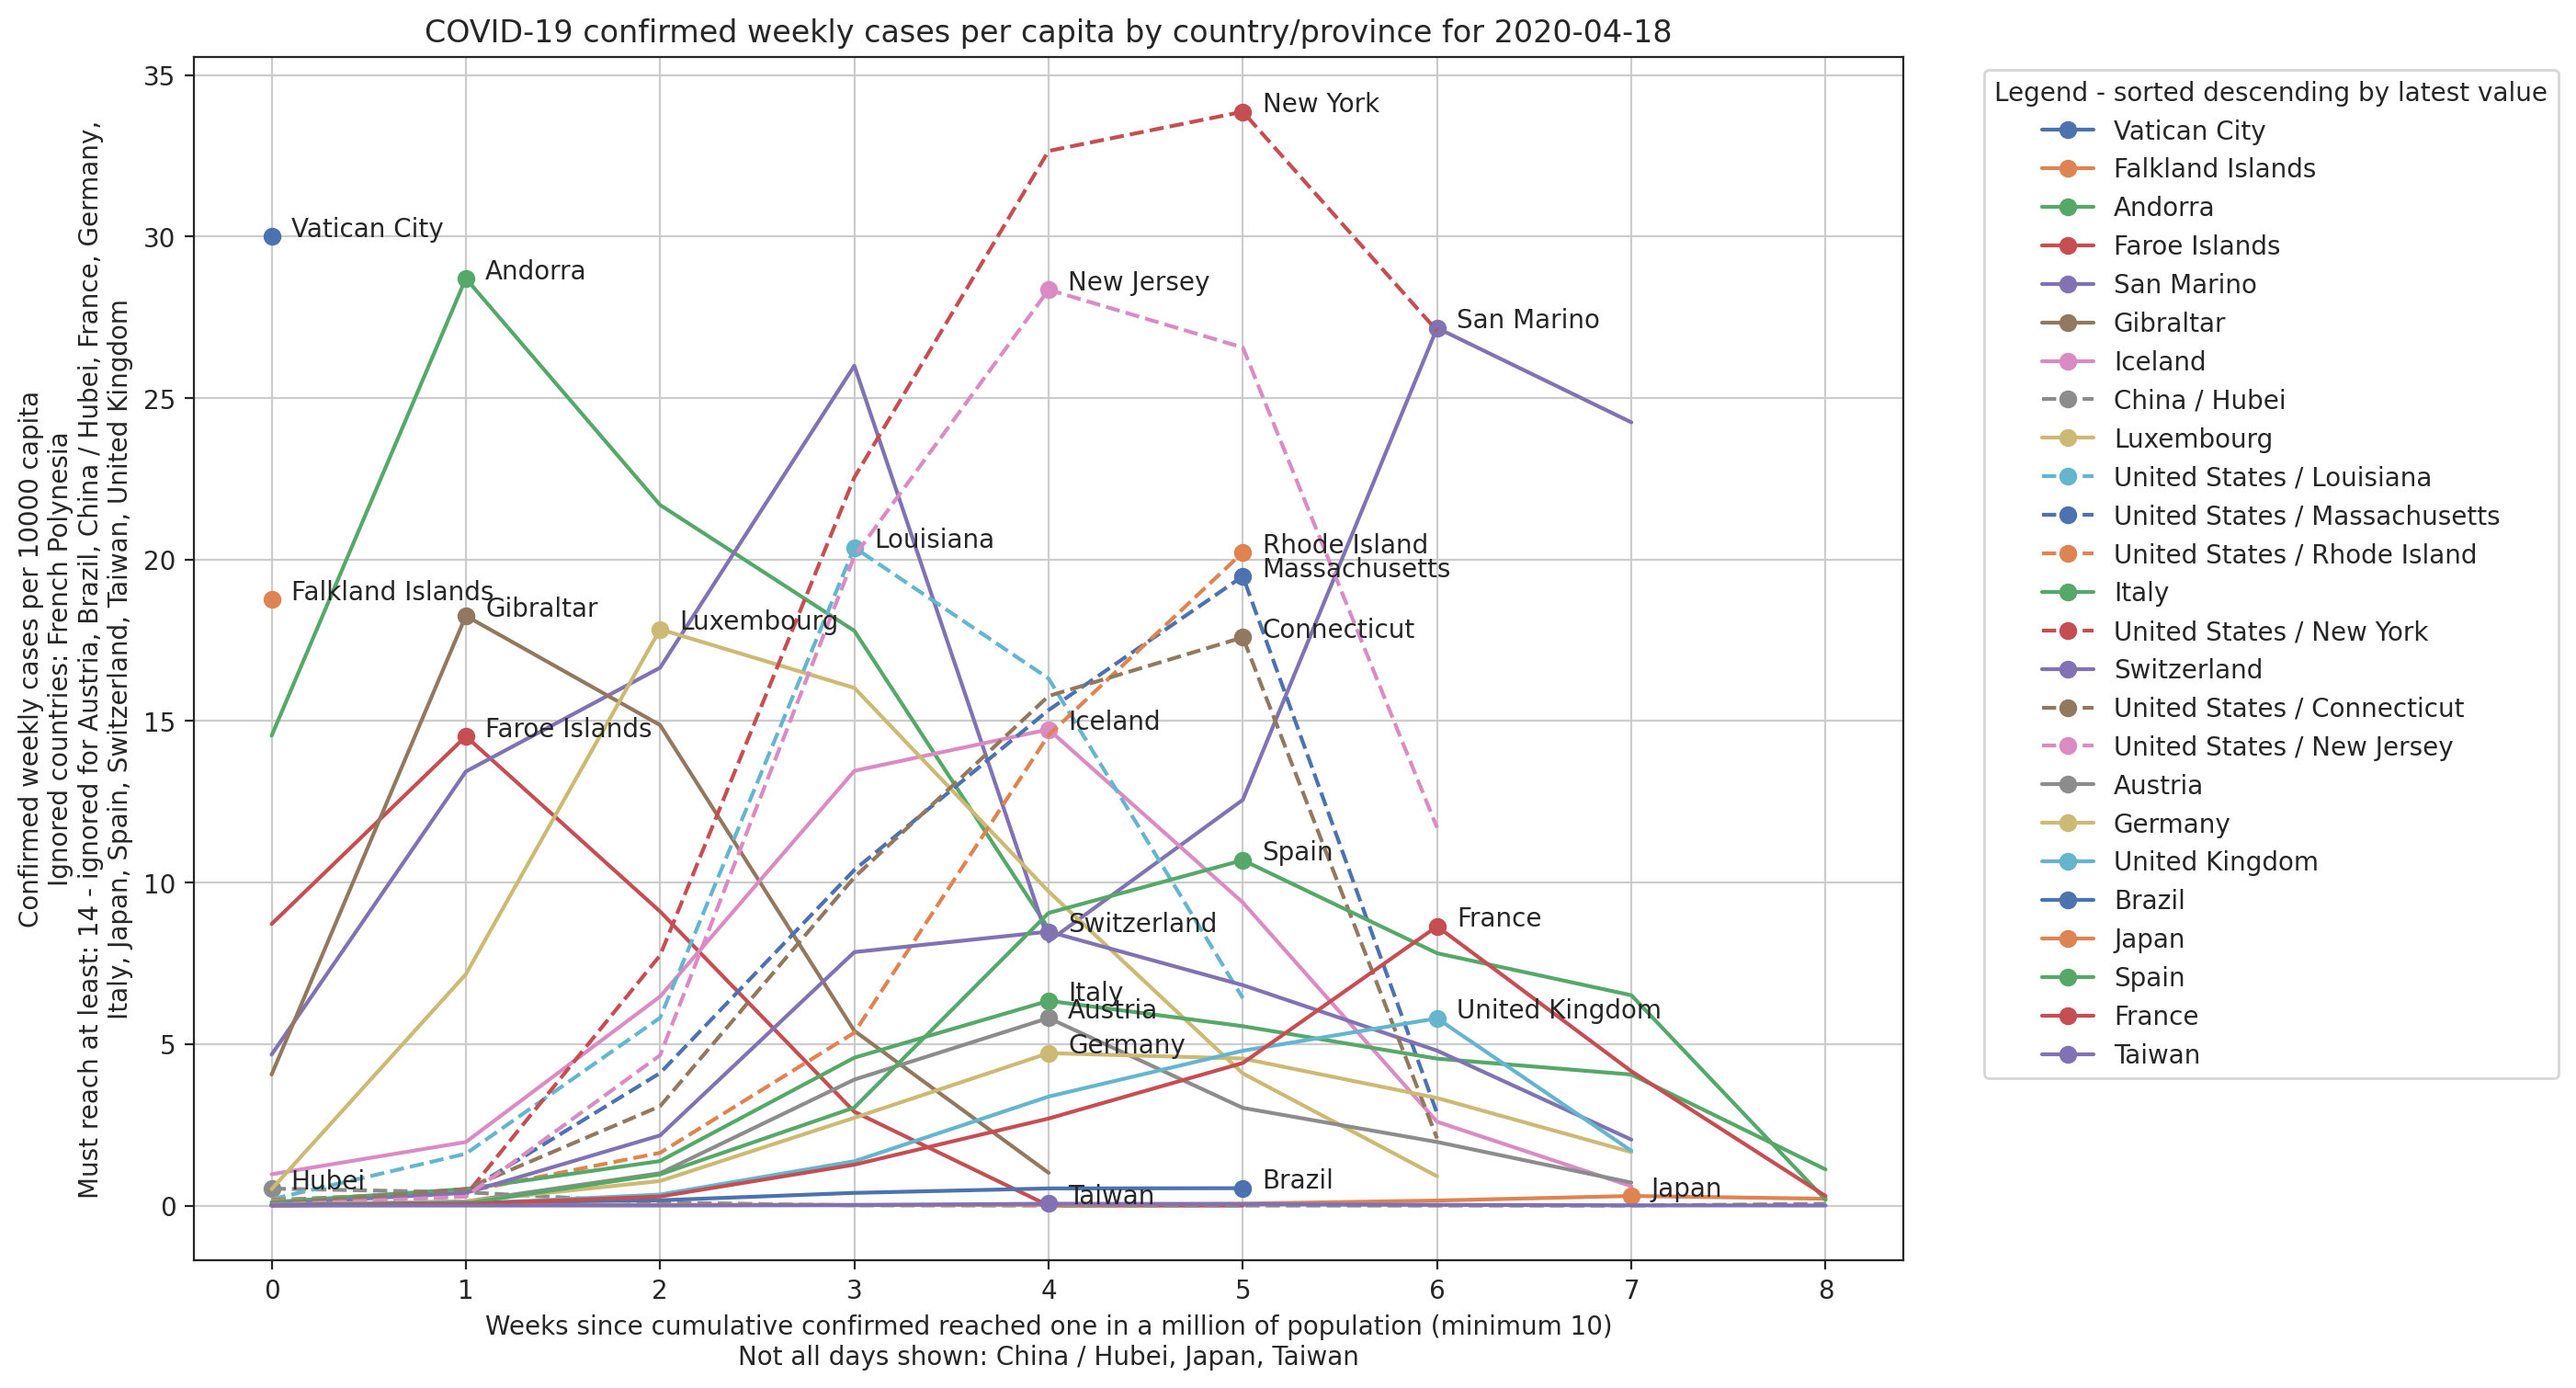 COVID-19 confirmed weekly cases per capita by country/province for 2020-04-18
Confirmed weekly cases per 10000 capita
Ignored countries: French Polynesia
Must reach at least: 14 - ignored for Austria, Brazil, China / Hubei, France, Germany,
Italy, Japan, Spain, Switzerland, Taiwan, United Kingdom
35
30
25
20
15
10
5
0
New York
Vatican City
Andorra
New Jersey
San Marino
Louisiana
Rhode Island
Massachusetts
Falkland Islands
Gibraltar
Luxembourg
Connecticut
Faroe Islands
Iceland
Spain
Switzerland
France
Italy
Austria
United Kingdom
Germany
Hubei
Brazil
Taiwan
Japan
0 1 2 3 4 5 6 7 8
Weeks since cumulative confirmed reached one in a million of population (minimum 10)
Not all days shown: China / Hubei, Japan, Taiwan
Legend - sorted descending by latest value
Vatican City
Falkland Islands
Andorra
Faroe Islands
San Marino
Gibraltar
Iceland
China / Hubei
Luxembourg
United States / Louisiana
United States / Massachusetts
United States / Rhode Island
Italy
United States / New York
Switzerland
United States / Connecticut
United States / New Jersey
Austria
Germany
United Kingdom
Brazil
Japan
Spain
France
Taiwan